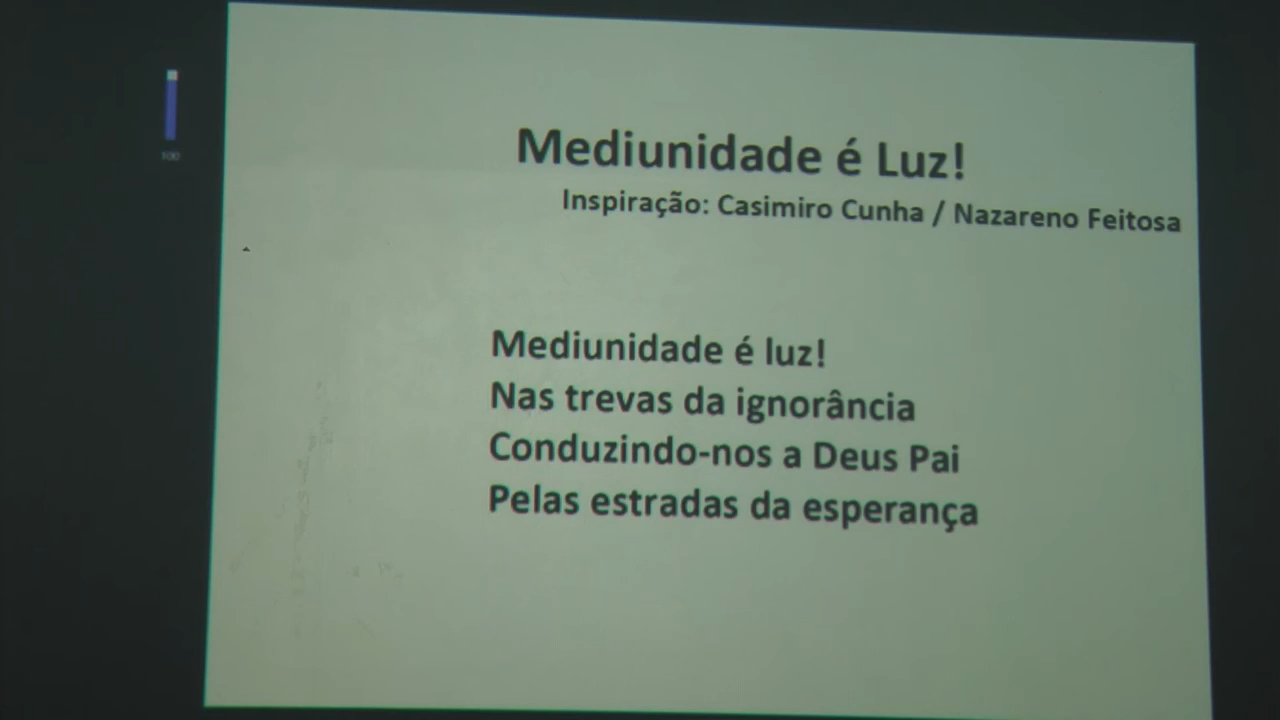 100
Mediunidade é Luz!
Inspiração: Casimiro Cunha / Nazareno Feitosa
Mediunidade é luz!
Nas trevas da ignorância
Conduzindo-nos a Deus Pai
Pelas estradas da esperança